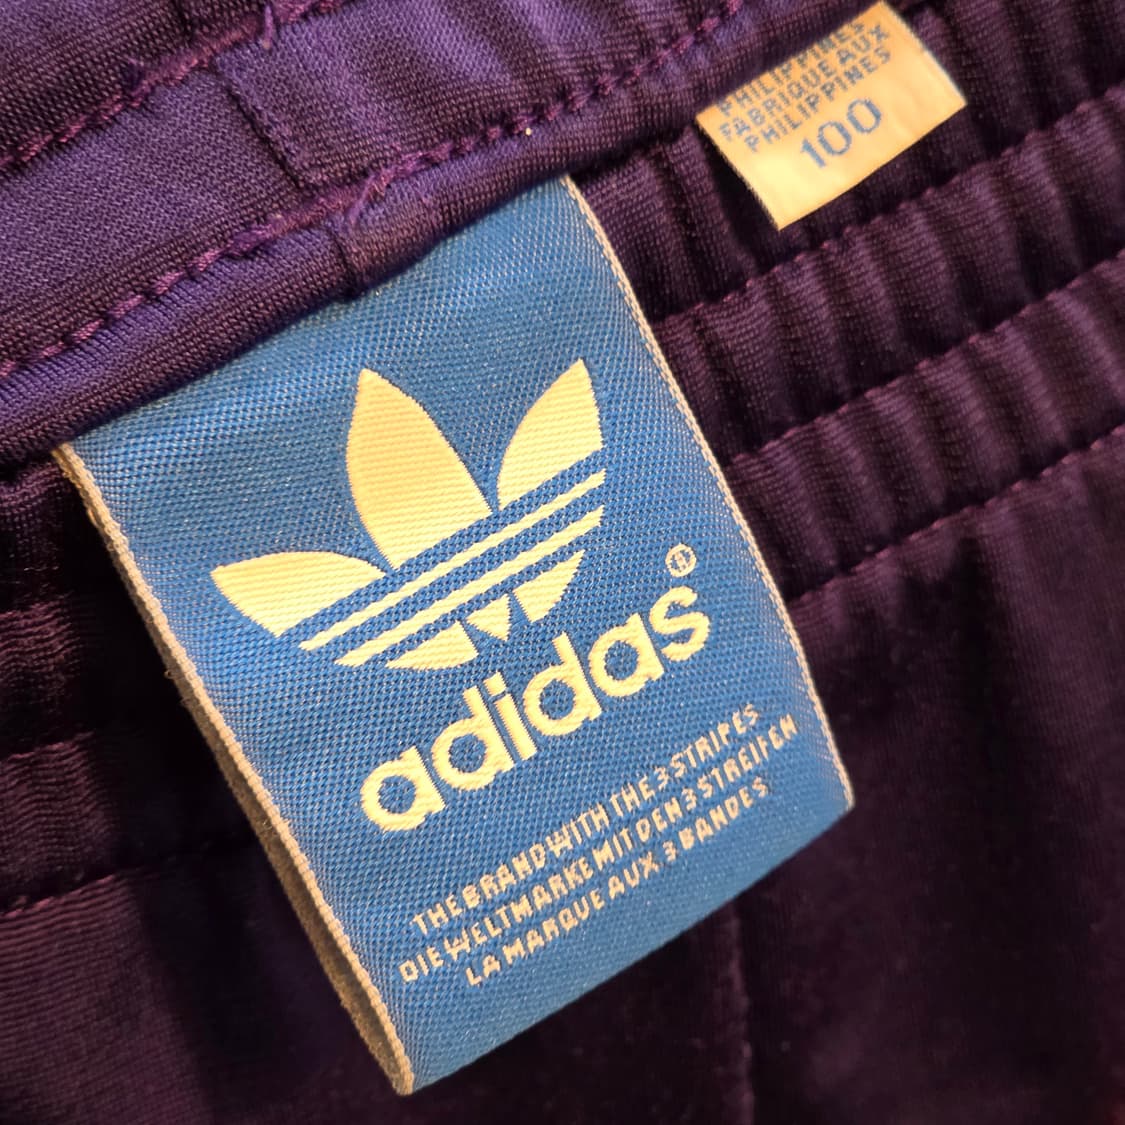 PHILIPPINES
FABRIQUE AUX
PHILIPPINES
100
adidas®
THE BRAND WITH THE 3 STRIPES
DIE WELTMARKE MIT DEN 3 STREIFEN
LA MARQUE AUX 3 BANDES